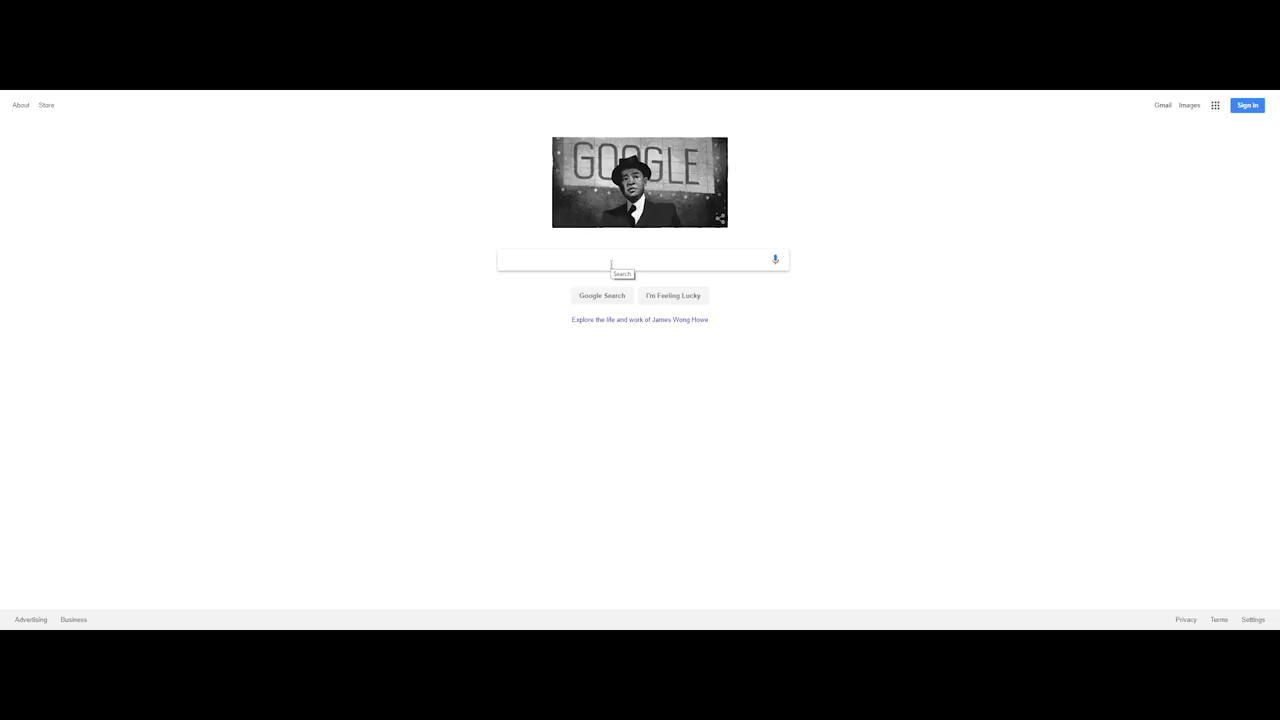 About Store
Gmail Images Sign in
GOOGLE
Search
Google Search I'm Feeling Lucky
Explore the life and work of James Wong Howe
Advertising Business
Privacy Terms Settings